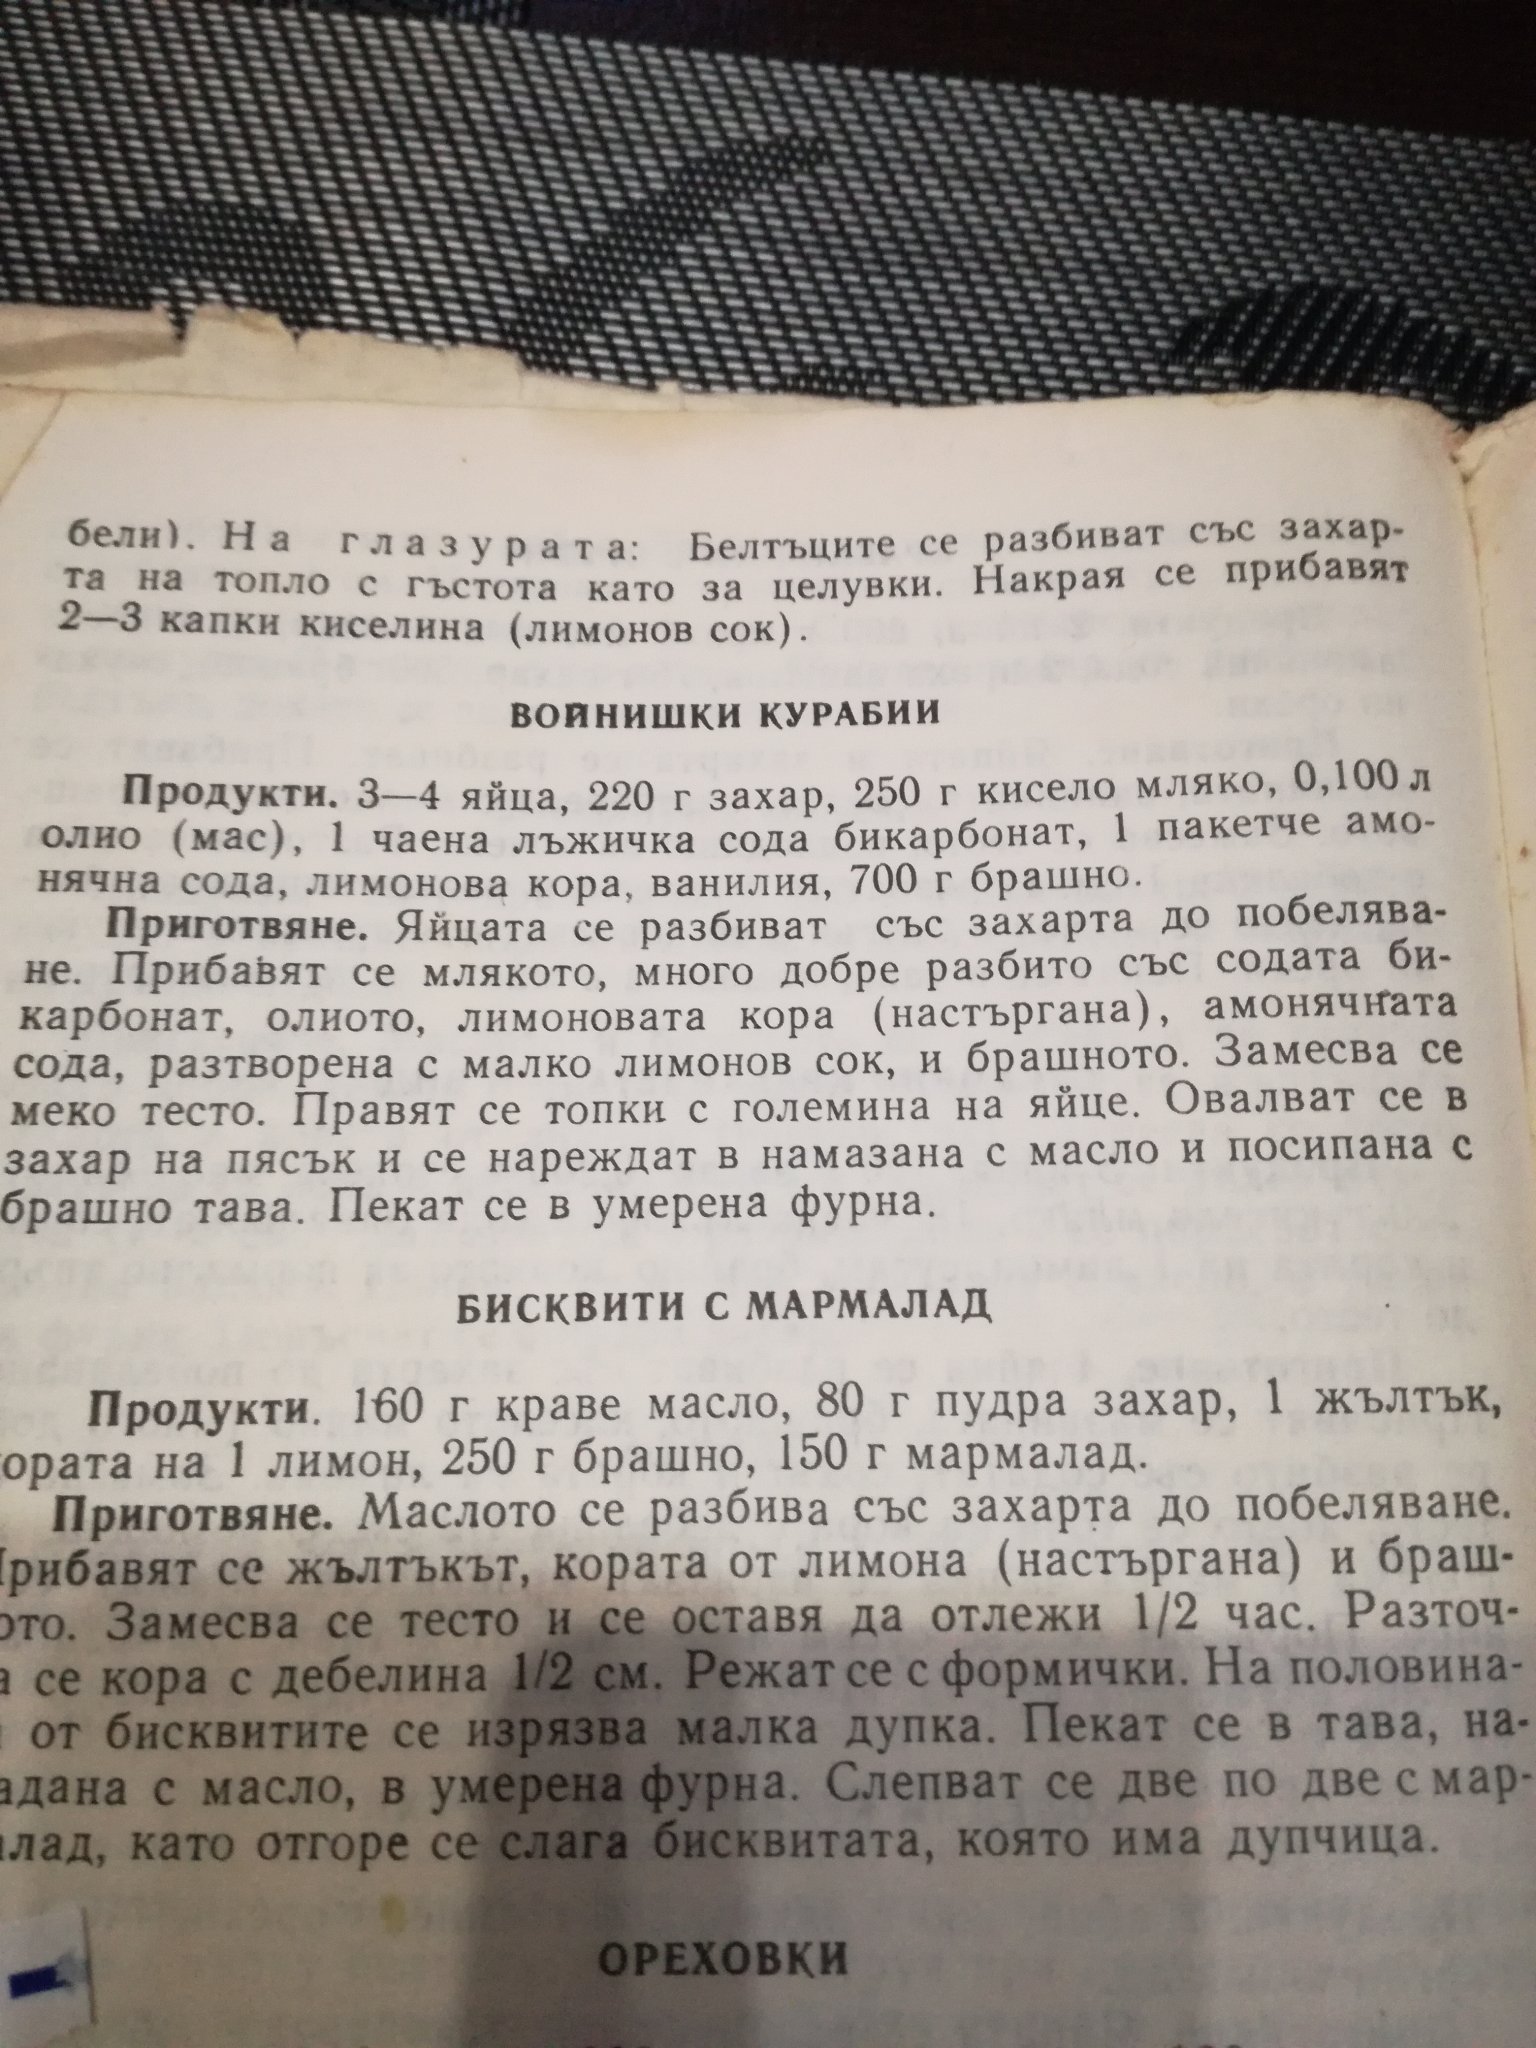 бели). На глазурата: Белтъците се разбиват със захар-
та на топло с гъстота като за целувки. Накрая се прибавят
2—3 капки киселина (лимонов сок).
ВОЙНИШКИ КУРАБИИ
Продукти. 3—4 яйца, 220 г захар, 250 г кисело мляко, 0,100 л
олио (мас), 1 чаена лъжичка сода бикарбонат, 1 пакетче амо-
нячна сода, лимонова кора, ванилия, 700 г брашно.
Приготвяне. Яйцата се разбиват със захарта до побелява-
не. Прибавят се млякото, много добре разбито със содата би-
карбонат, олиото, лимоновата кора (настъргана), амонячната
сода, разтворена с малко лимонов сок, и брашното. Замесва се
меко тесто. Правят се топки с големина на яйце. Овалват се в
захар на пясък и се нареждат в намазана с масло и посипана с
брашно тава. Пекат се в умерена фурна.
БИСКВИТИ С МАРМАЛАД
Продукти. 160 г краве масло, 80 г пудра захар, 1 жълтък,
ората на 1 лимон, 250 г брашно, 150 г мармалад.
Приготвяне. Маслото се разбива със захарта до побеляване.
Прибавят се жълтъкът, кората от лимона (настъргана) и браш-
ото. Замесва се тесто и се оставя да отлежи 1/2 час. Разточ-
а се кора с дебелина 1/2 см. Режат се с формички. На половина-
от бисквитите се изрязва малка дупка. Пекат се в тава, на-
адана с масло, в умерена фурна. Слепват се две по две с мар-
лад, като отгоре се слага бисквитата, която има дупчица.
ОРЕХОВКИ